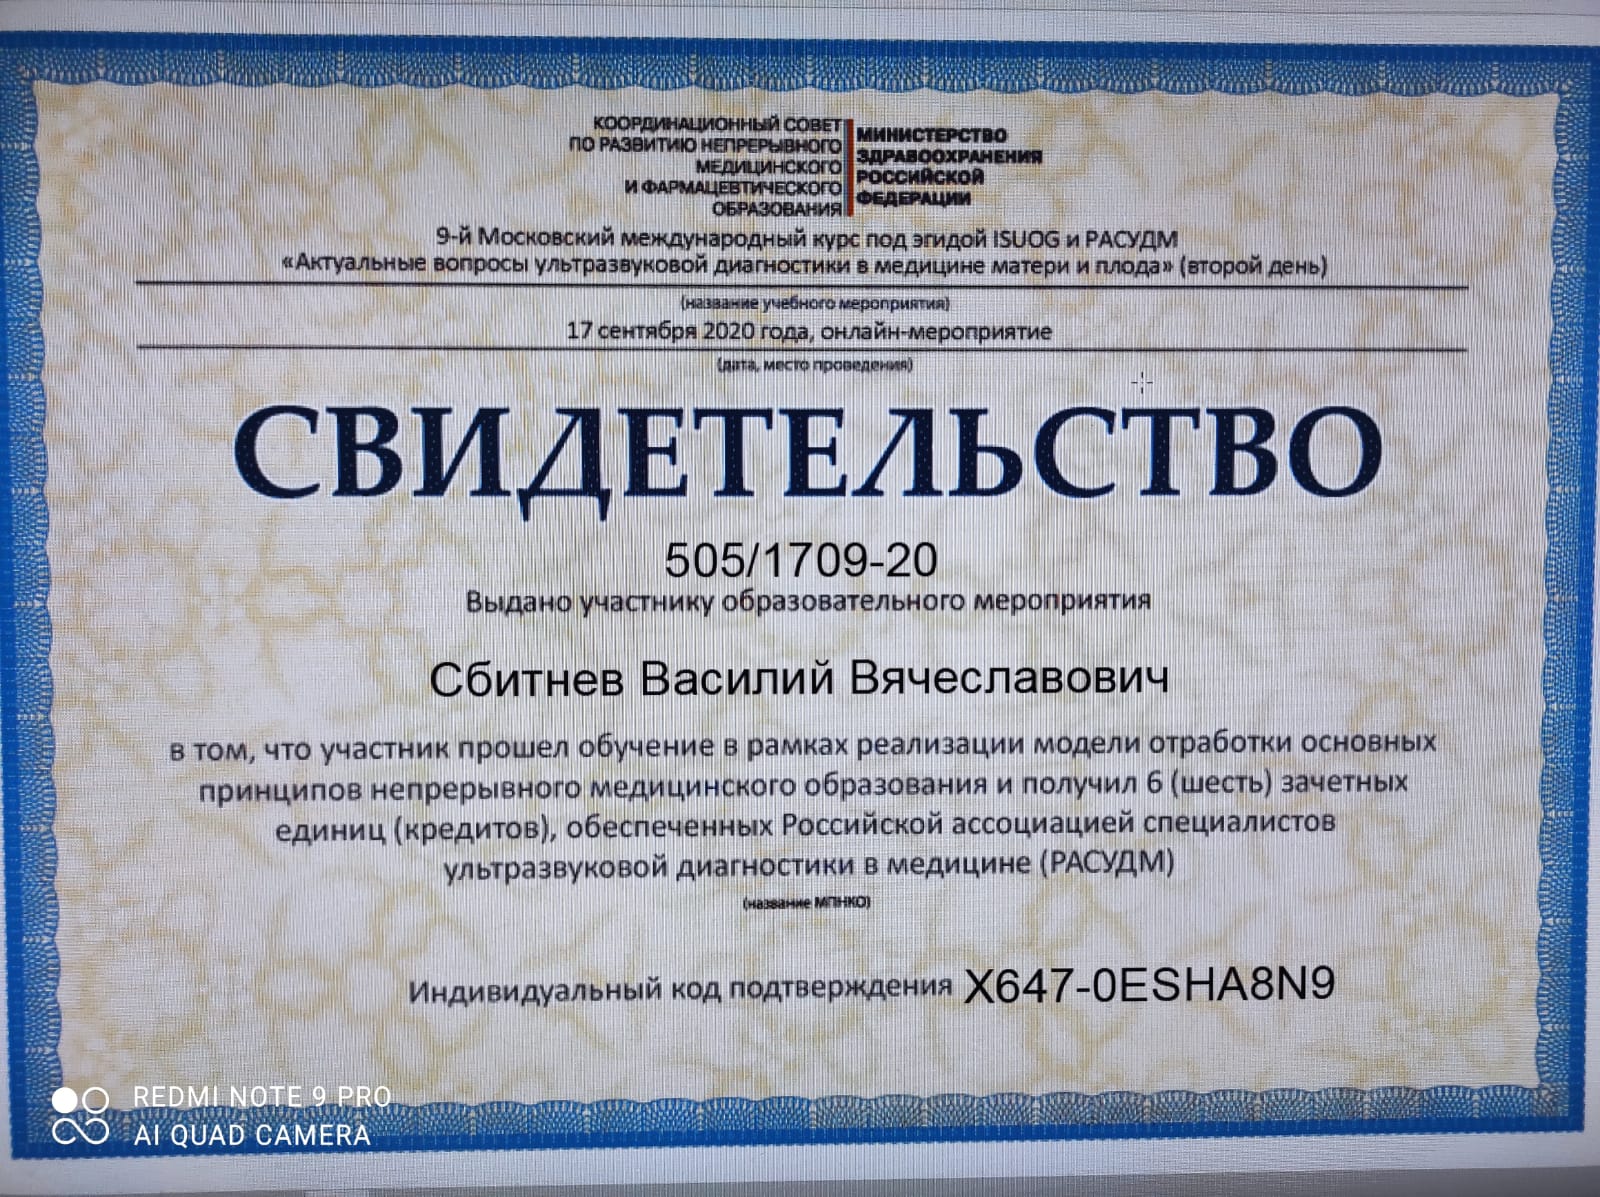 КООРДИНАЦИОННЫЙ СОВЕТ
ПО РАЗВИТИЮ НЕПРЕРЫВНОГО
МЕДИЦИНСКОГО
И ФАРМАЦЕВТИЧЕСКОГО
ОБРАЗОВАНИЯ
МИНИСТЕРСТВО
ЗДРАВООХРАНЕНИЯ
РОССИЙСКОЙ
ФЕДЕРАЦИИ
9-й Московский международный курс под эгидой ISUOG и РАСУДМ
«Актуальные вопросы ультразвуковой диагностики в медицине матери и плода» (второй день)
(название учебного мероприятия)
17 сентября 2020 года, онлайн-мероприятие
(дата, место проведения)
СВИДЕТЕЛЬСТВО
505/1709-20
Выдано участнику образовательного мероприятия
Сбитнев Василий Вячеславович
в том, что участник прошел обучение в рамках реализации модели отработки основных
принципов непрерывного медицинского образования и получил 6 (шесть) зачетных
единиц (кредитов), обеспеченных Российской ассоциацией специалистов
ультразвуковой диагностики в медицине (РАСУДМ)
(название МПНКО)
Индивидуальный код подтверждения X647-0ESHA8N9
REDMI NOTE 9 PRO
AI QUAD CAMERA